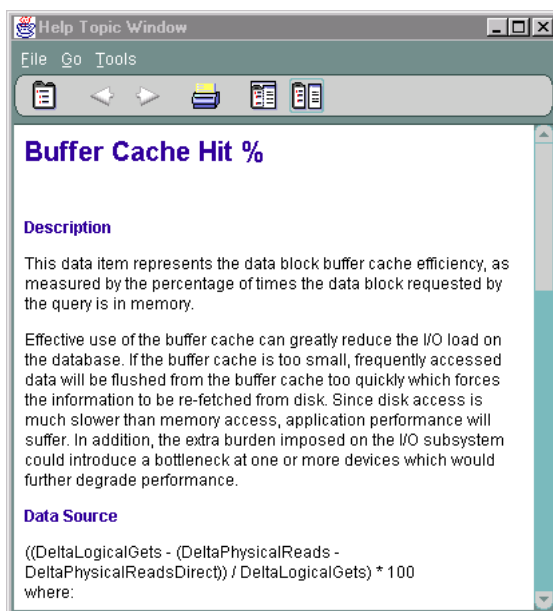 Help Topic Window
File Go Tools
Buffer Cache Hit %
Description
This data item represents the data block buffer cache efficiency, as
measured by the percentage of times the data block requested by
the query is in memory.
Effective use of the buffer cache can greatly reduce the I/O load on
the database. If the buffer cache is too small, frequently accessed
data will be flushed from the buffer cache too quickly which forces
the information to be re-fetched from disk. Since disk access is
much slower than memory access, application performance will
suffer. In addition, the extra burden imposed on the I/O subsystem
could introduce a bottleneck at one or more devices which would
further degrade performance.
Data Source
((DeltaLogicalGets - (DeltaPhysicalReads -
DeltaPhysicalReadsDirect)) / DeltaLogicalGets) * 100
where: